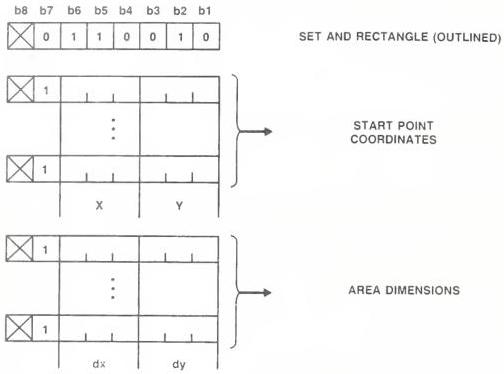 b8 b7 b6 b5 b4 b3 b2 b1
0 1 1 0 0 1 0 SET AND RECTANGLE (OUTLINED)
1
START POINT
COORDINATES
1
X Y
1
AREA DIMENSIONS
1
dx dy